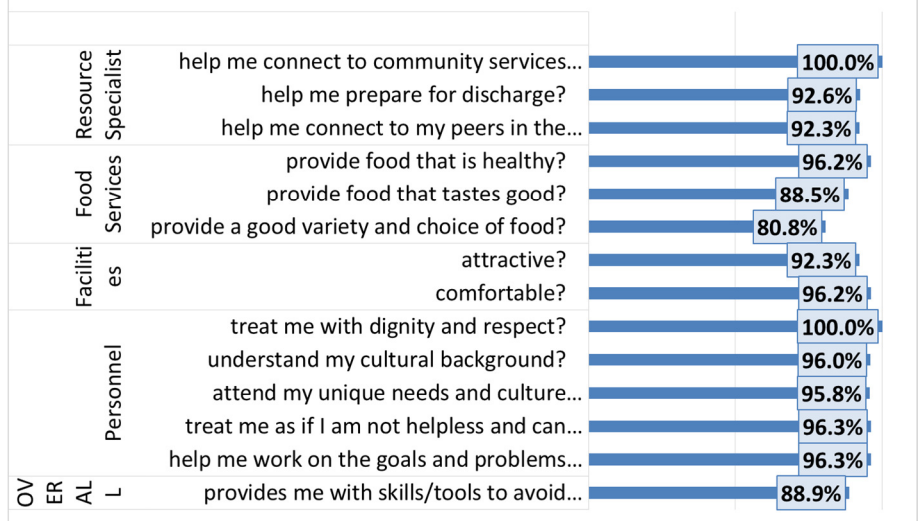 Resource
Specialist
help me connect to community services... 100.0%
help me prepare for discharge? 92.6%
help me connect to my peers in the... 92.3%
Food
Services
provide food that is healthy? 96.2%
provide food that tastes good? 88.5%
provide a good variety and choice of food? 80.8%
Faciliti
es
attractive? 92.3%
comfortable? 96.2%
Personnel
treat me with dignity and respect? 100.0%
understand my cultural background? 96.0%
attend my unique needs and culture... 95.8%
treat me as if I am not helpless and can... 96.3%
help me work on the goals and problems... 96.3%
OV
ER
AL
L
provides me with skills/tools to avoid... 88.9%